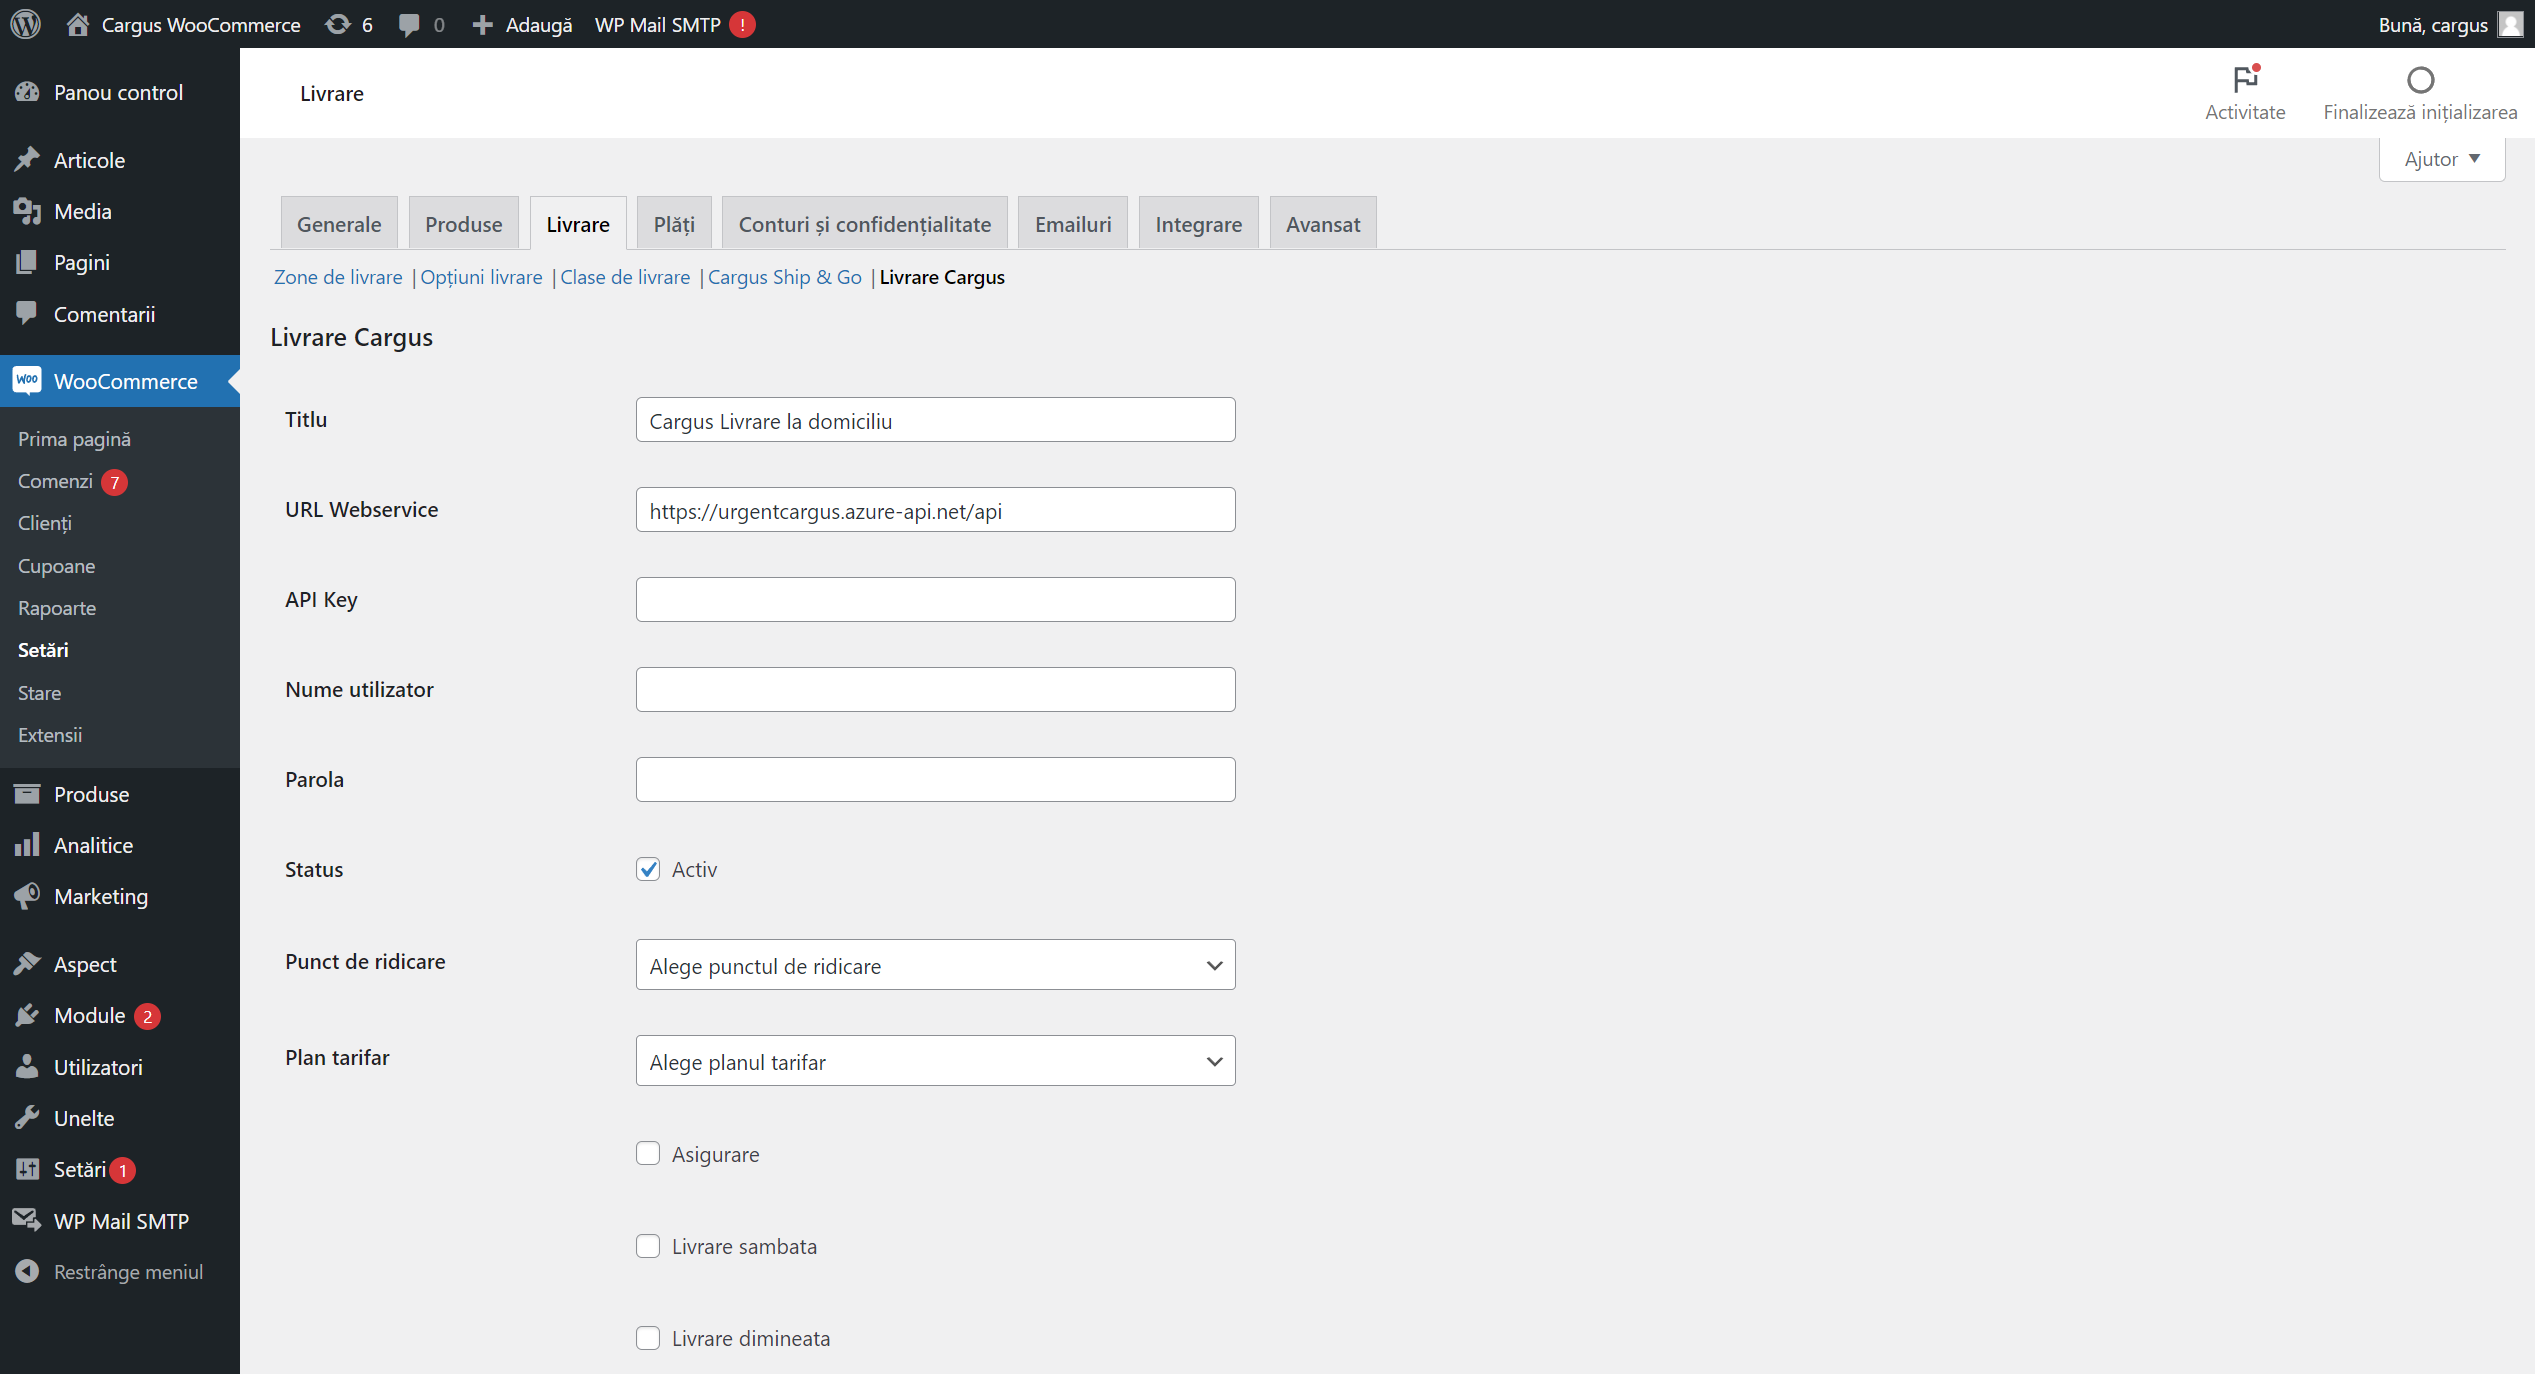 Cargus WooCommerce 6 0 Adaugă WP Mail SMTP ! Bună, cargus
Panou control
Articole
Media
Pagini
Comentarii
WooCommerce
Prima pagină
Comenzi 7
Clienți
Cupoane
Rapoarte
Setări
Stare
Extensii
Produse
Analitice
Marketing
Aspect
Module 2
Utilizatori
Unelte
Setări 1
WP Mail SMTP
Restrânge meniul
Livrare
Activitate
Finalizează inițializarea
Ajutor
Generale Produse Livrare Plăți Conturi și confidențialitate Emailuri Integrare Avansat
Zone de livrare | Opțiuni livrare | Clase de livrare | Cargus Ship & Go | Livrare Cargus
Livrare Cargus
Titlu Cargus Livrare la domiciliu
URL Webservice https://urgentcargus.azure-api.net/api
API Key
Nume utilizator
Parola
Status Activ
Punct de ridicare Alege punctul de ridicare
Plan tarifar Alege planul tarifar
Asigurare
Livrare sambata
Livrare dimineata